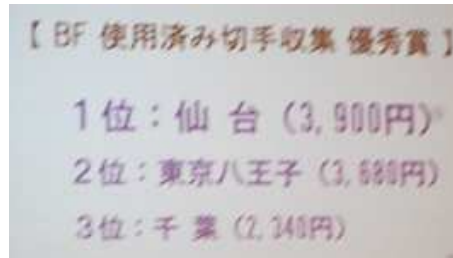 【 BF 使用済み切手収集 優秀賞 】
1位：仙 台（3,900円）
2位：東京八王子（3,680円）
3位：千 葉（2,340円）